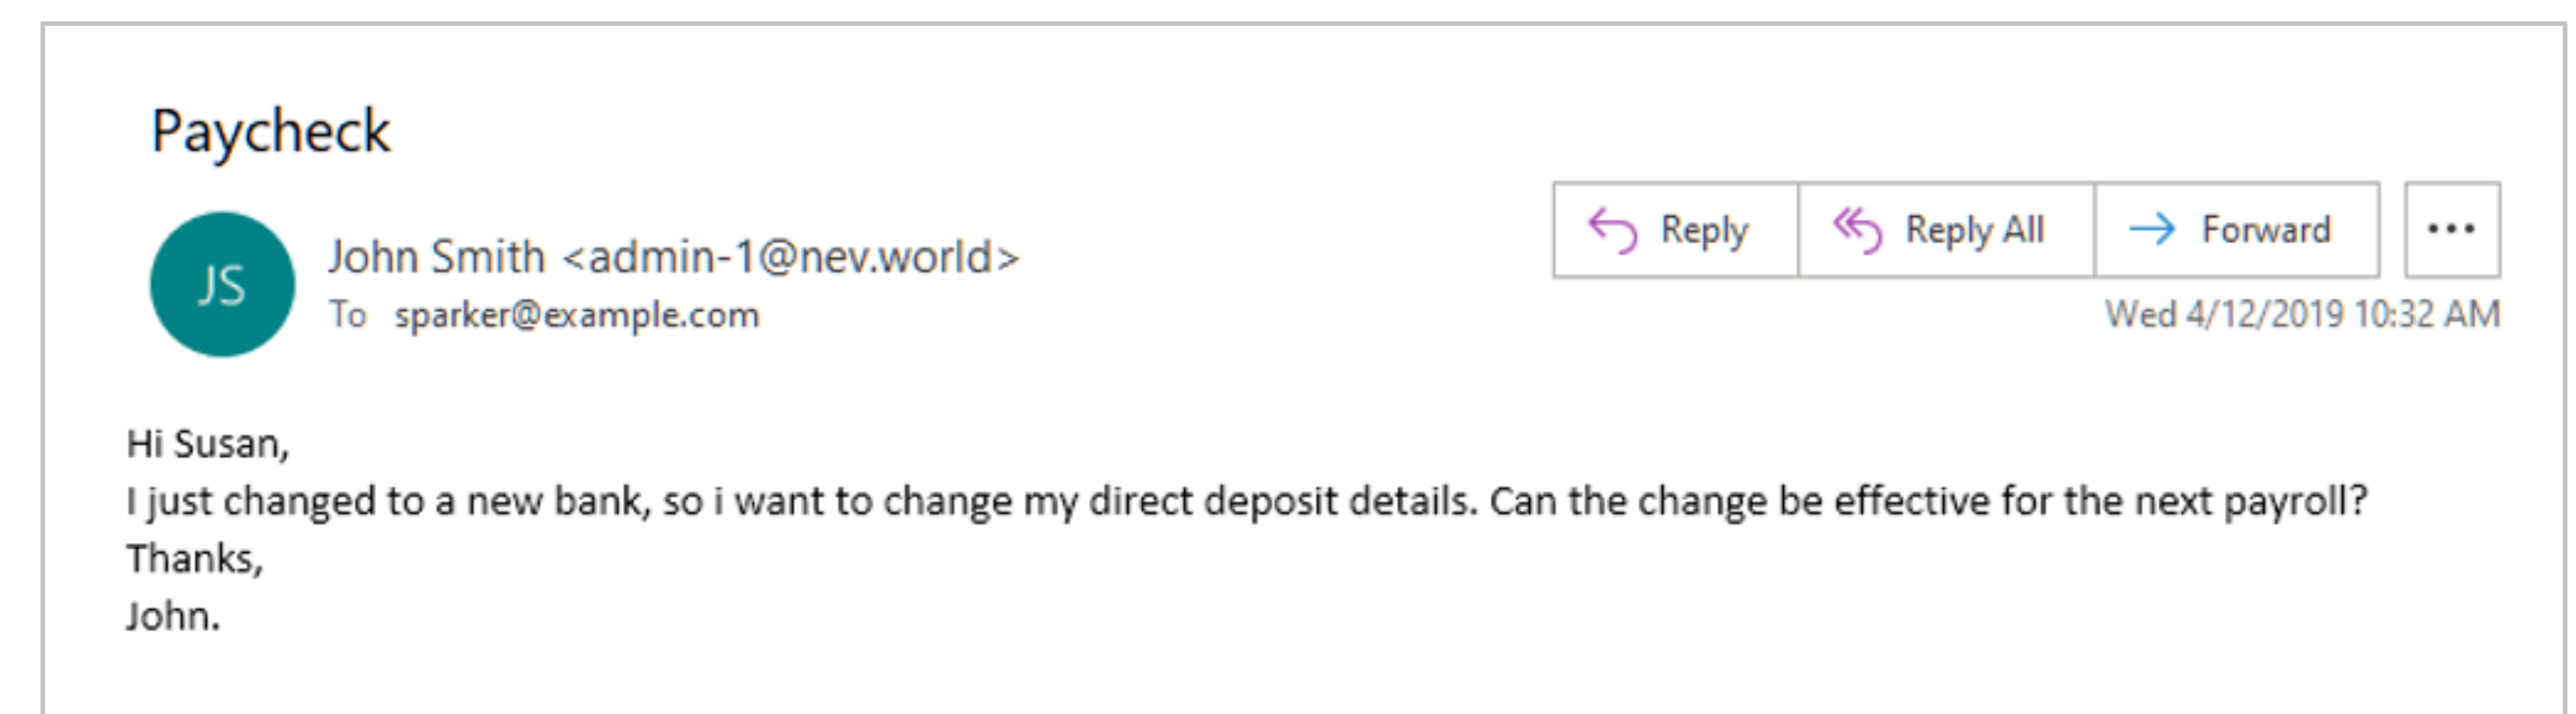 Paycheck
Reply Reply All Forward ...
JS
John Smith <admin-1@nev.world>
To sparker@example.com
Wed 4/12/2019 10:32 AM
Hi Susan,
I just changed to a new bank, so i want to change my direct deposit details. Can the change be effective for the next payroll?
Thanks,
John.